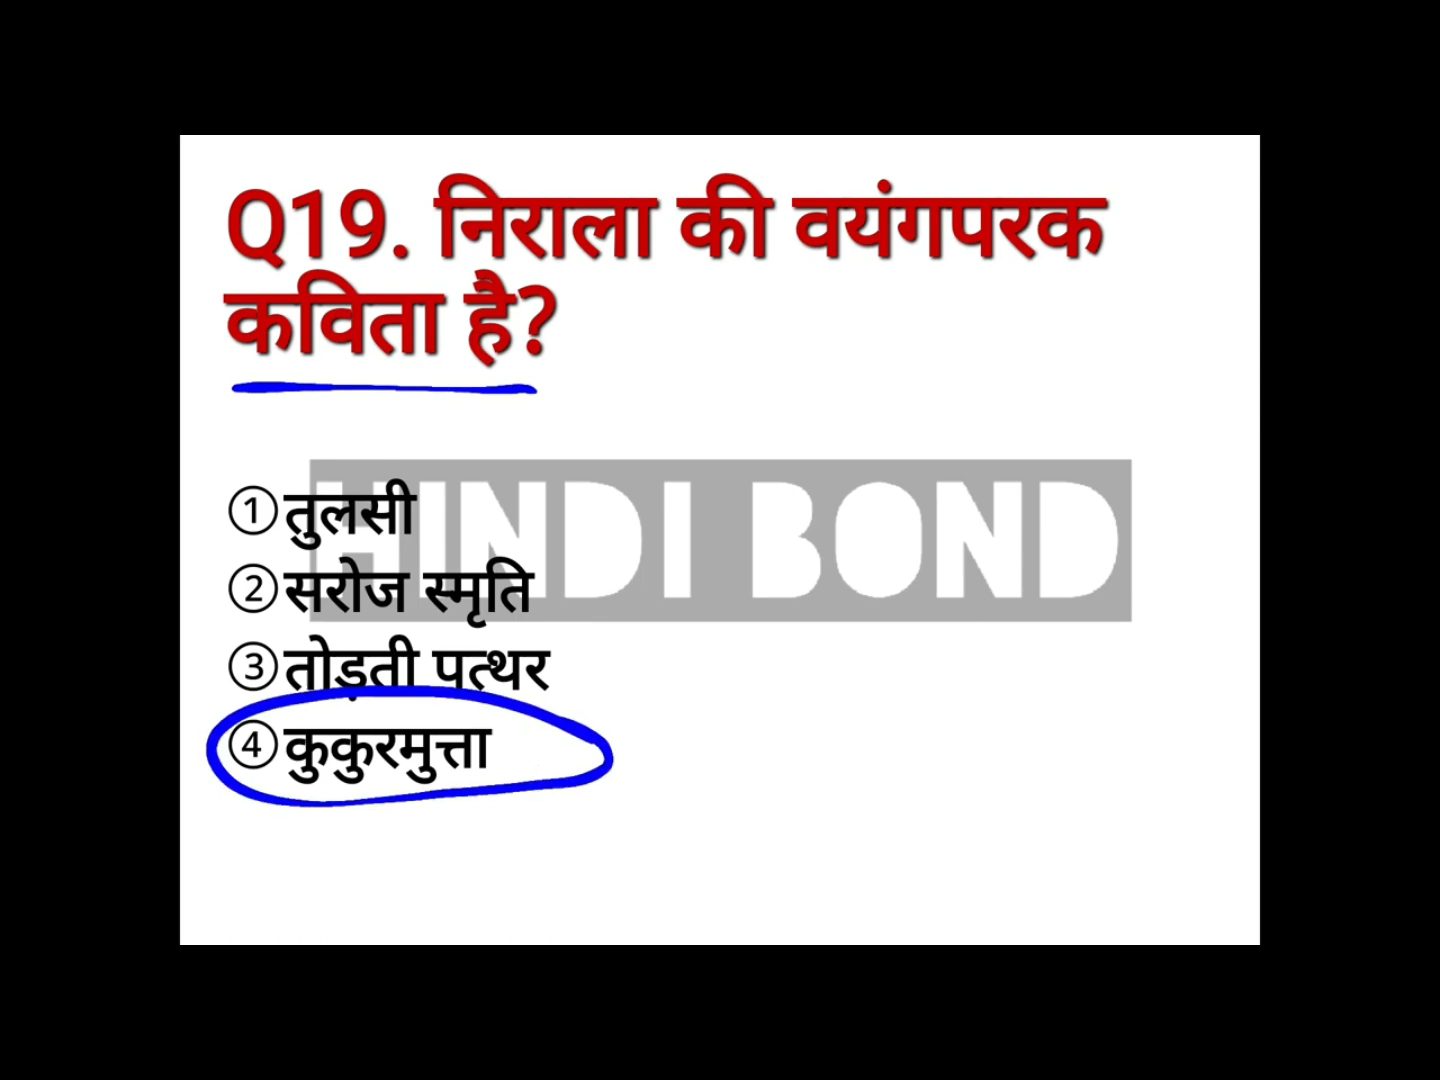 Q19. निराला की वयंगपरक
कविता है?
HINDI BOND
①तुलसी
②सरोज स्मृति
③तोड़ती पत्थर
④कुकुरमुत्ता